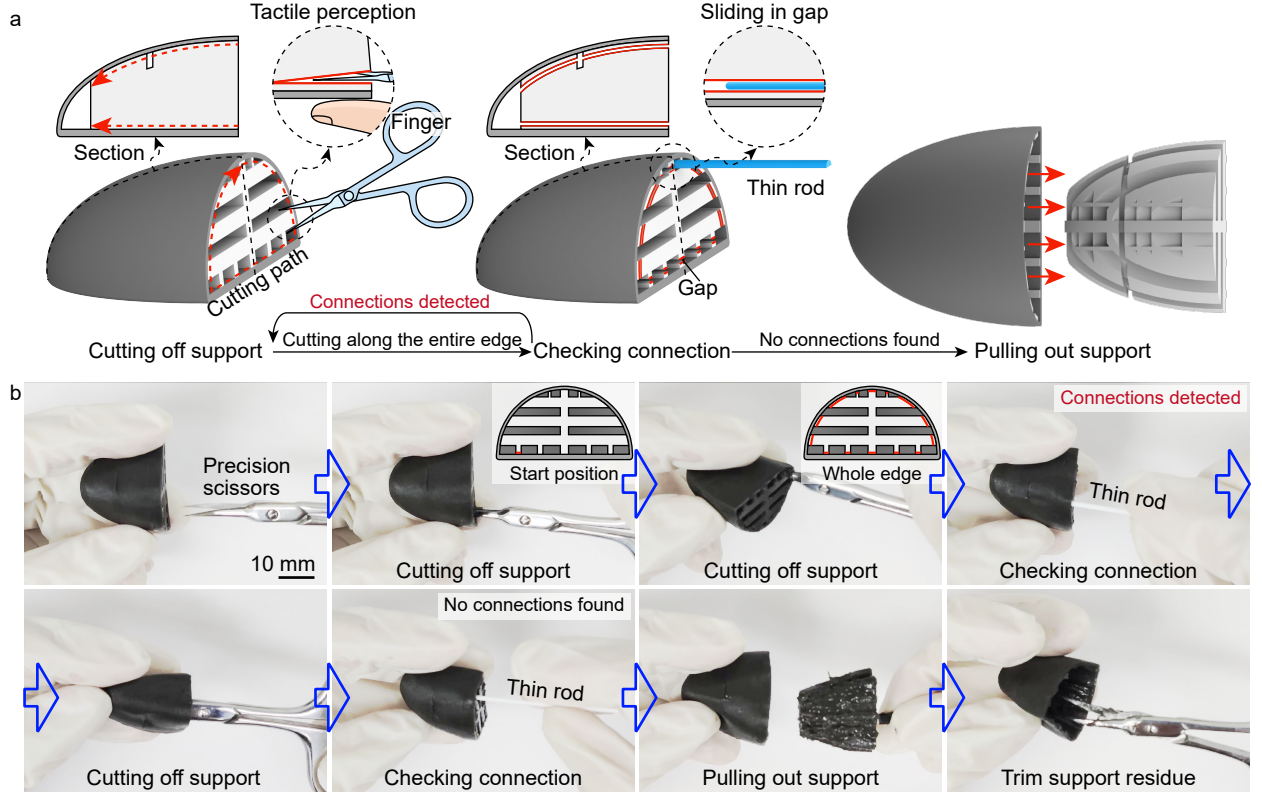 a
Tactile perception
Sliding in gap
Finger
Section
Section
Thin rod
Cutting path
Gap
Connections detected
Cutting off support
Cutting along the entire edge
Checking connection
No connections found
Pulling out support
b
Precision
scissors
10 mm
Start position
Cutting off support
Whole edge
Cutting off support
Connections detected
Thin rod
Checking connection
Cutting off support
No connections found
Thin rod
Checking connection
Pulling out support
Trim support residue